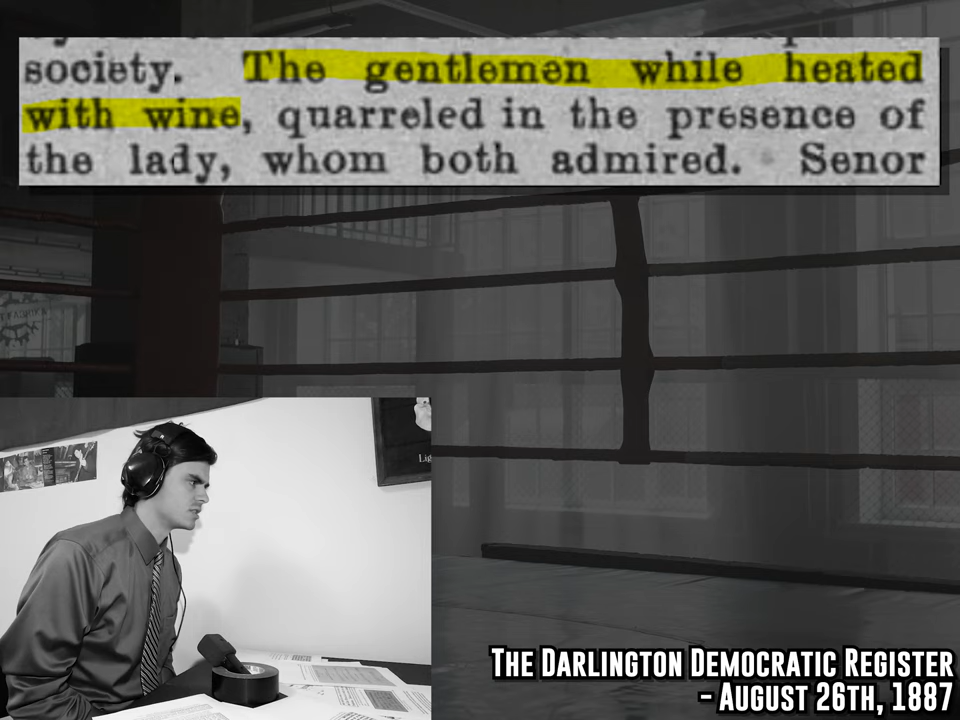 society. The gentlemen while heated
with wine, quarreled in the presence of
the lady, whom both admired. Senor
THE DARLINGTON DEMOCRATIC REGISTER
- AUGUST 26TH, 1887